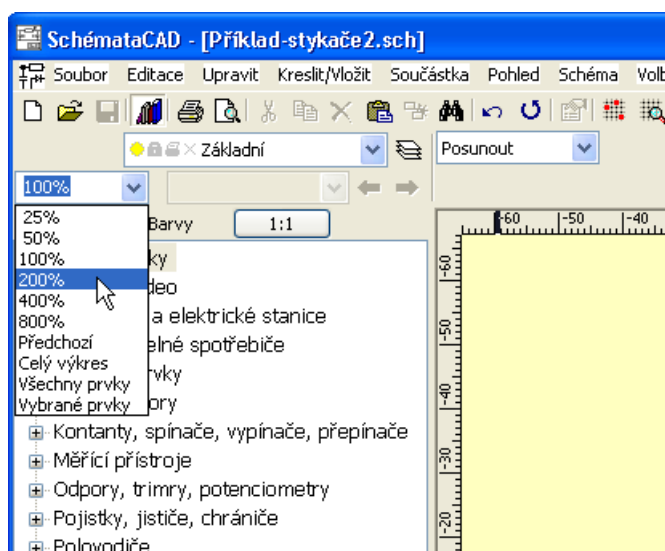 SchémataCAD - [Příklad-stykače2.sch]
Soubor Editace Upravit Kreslit/Vložit Součástka Pohled Schéma Volb
Základní Posunout
100%
25%
50%
100%
200%
400%
800%
Předchozí
Celý výkres
Všechny prvky
Vybrané prvky
Barvy 1:1
ky
deo
a elektrické stanice
elné spotřebiče
rvky
ory
Kontanty, spínače, vypínače, přepínače
Měřící přístroje
Odpory, trimry, potenciometry
Pojistky, jističe, chrániče
Polovodiče
-60 -50 -40
-60
-50
-40
-30
-20